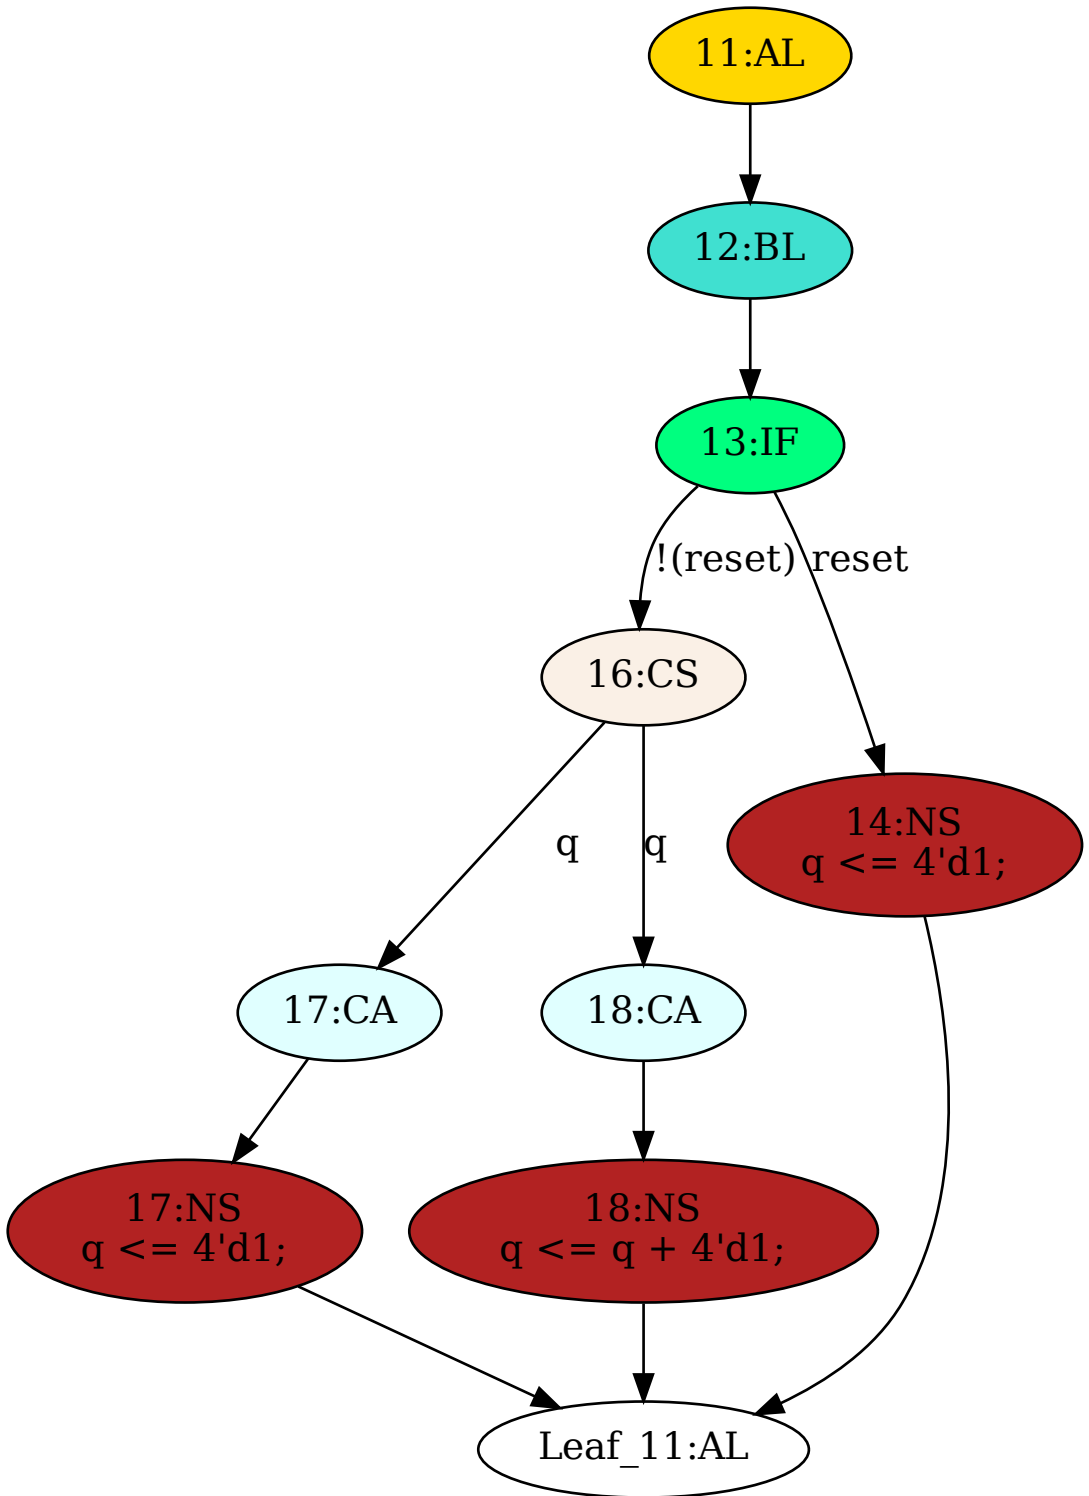 11:AL
12:BL
13:IF
!(reset)
reset
16:CS
14:NS
q <= 4'd1;
q
q
17:CA
18:CA
17:NS
q <= 4'd1;
18:NS
q <= q + 4'd1;
Leaf_11:AL